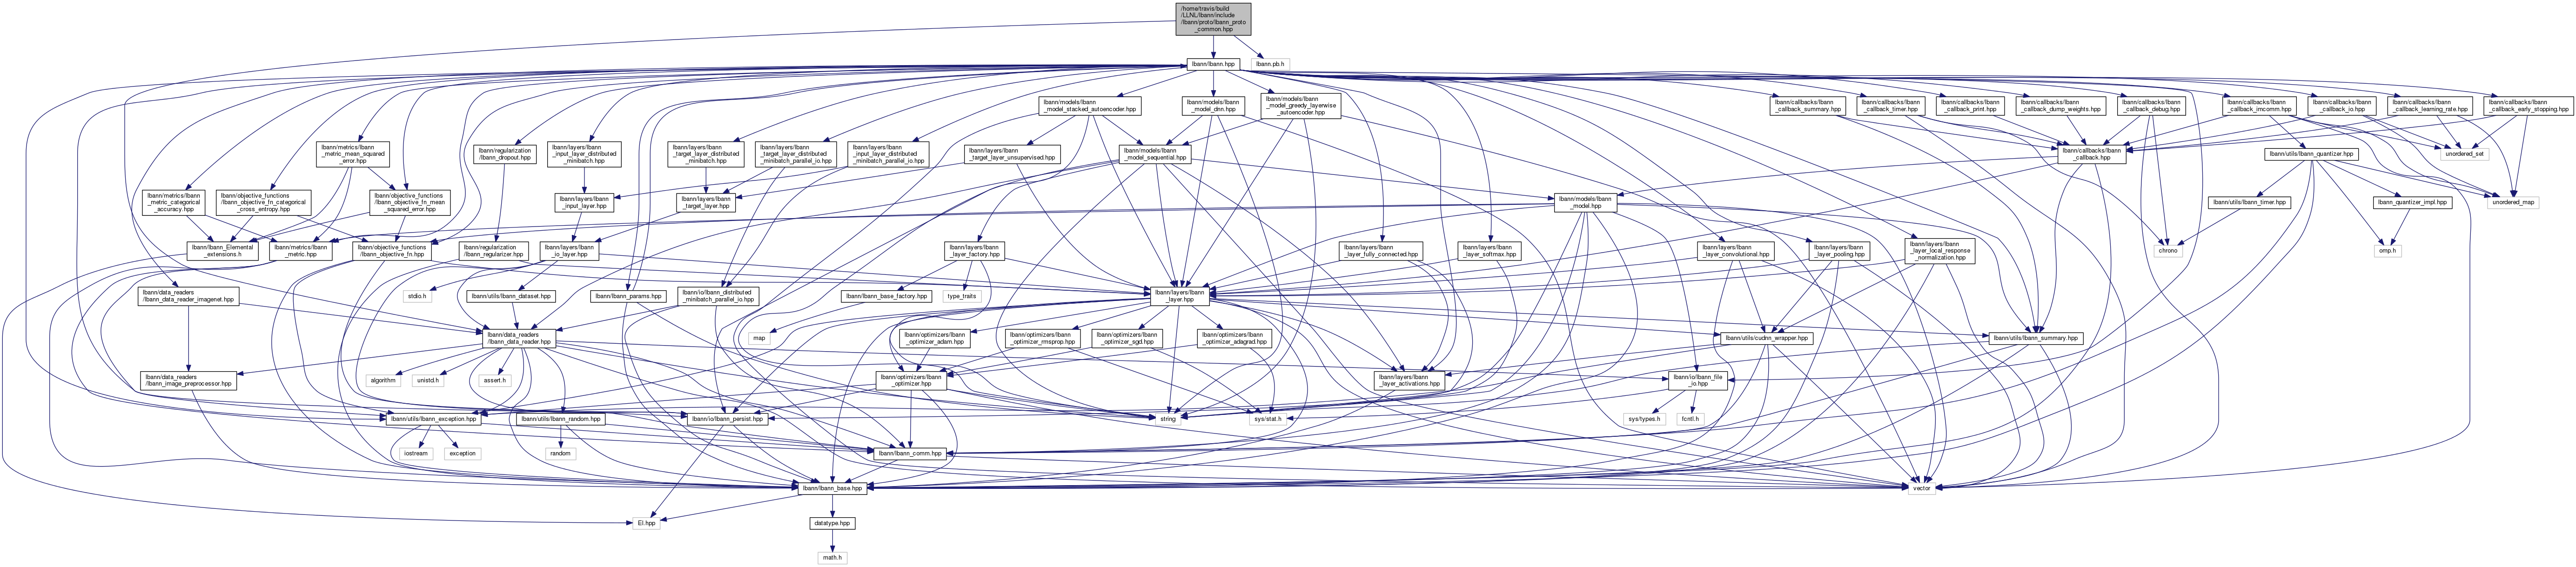 /home/travis/build
/LLNL/lbann/include
/lbann/proto/lbann_proto
_common.hpp
lbann/lbann.hpp
lbann.pb.h
lbann/models/lbann
_model_stacked_autoencoder.hpp
lbann/models/lbann
_model_dnn.hpp
lbann/models/lbann
_model_greedy_layerwise
_autoencoder.hpp
lbann/callbacks/lbann
_callback_summary.hpp
lbann/callbacks/lbann
_callback_timer.hpp
lbann/callbacks/lbann
_callback_print.hpp
lbann/callbacks/lbann
_callback_dump_weights.hpp
lbann/callbacks/lbann
_callback_debug.hpp
lbann/callbacks/lbann
_callback_imcomm.hpp
lbann/callbacks/lbann
_callback_io.hpp
lbann/callbacks/lbann
_callback_learning_rate.hpp
lbann/callbacks/lbann
_callback_early_stopping.hpp
lbann/metrics/lbann
_metric_mean_squared
_error.hpp
lbann/regularization
/lbann_dropout.hpp
lbann/layers/lbann
_input_layer_distributed
_minibatch.hpp
lbann/layers/lbann
_target_layer_distributed
_minibatch.hpp
lbann/layers/lbann
_target_layer_distributed
_minibatch_parallel_io.hpp
lbann/layers/lbann
_input_layer_distributed
_minibatch_parallel_io.hpp
lbann/layers/lbann
_target_layer_unsupervised.hpp
lbann/models/lbann
_model_sequential.hpp
lbann/callbacks/lbann
_callback.hpp
lbann/utils/lbann_quantizer.hpp
unordered_set
lbann/metrics/lbann
_metric_categorical
_accuracy.hpp
lbann/objective_functions
/lbann_objective_fn_categorical
_cross_entropy.hpp
lbann/objective_functions
/lbann_objective_fn_mean
_squared_error.hpp
lbann/layers/lbann
_input_layer.hpp
lbann/layers/lbann
_target_layer.hpp
lbann/models/lbann
_model.hpp
lbann/utils/lbann_timer.hpp
lbann_quantizer_impl.hpp
unordered_map
lbann/lbann_Elemental
_extensions.h
lbann/metrics/lbann
_metric.hpp
lbann/objective_functions
/lbann_objective_fn.hpp
lbann/regularization
/lbann_regularizer.hpp
lbann/layers/lbann
_io_layer.hpp
lbann/layers/lbann
_layer_factory.hpp
lbann/layers/lbann
_layer_fully_connected.hpp
lbann/layers/lbann
_layer_softmax.hpp
lbann/layers/lbann
_layer_convolutional.hpp
lbann/layers/lbann
_layer_pooling.hpp
lbann/layers/lbann
_layer_local_response
_normalization.hpp
chrono
omp.h
lbann/data_readers
/lbann_data_reader_imagenet.hpp
stdio.h
lbann/utils/lbann_dataset.hpp
lbann/lbann_params.hpp
lbann/io/lbann_distributed
_minibatch_parallel_io.hpp
lbann/lbann_base_factory.hpp
type_traits
lbann/layers/lbann
_layer.hpp
lbann/data_readers
/lbann_data_reader.hpp
map
lbann/optimizers/lbann
_optimizer_adam.hpp
lbann/optimizers/lbann
_optimizer_rmsprop.hpp
lbann/optimizers/lbann
_optimizer_sgd.hpp
lbann/optimizers/lbann
_optimizer_adagrad.hpp
lbann/utils/cudnn_wrapper.hpp
lbann/utils/lbann_summary.hpp
lbann/data_readers
/lbann_image_preprocessor.hpp
algorithm
unistd.h
assert.h
lbann/optimizers/lbann
_optimizer.hpp
lbann/layers/lbann
_layer_activations.hpp
lbann/io/lbann_file
_io.hpp
lbann/utils/lbann_exception.hpp
lbann/utils/lbann_random.hpp
lbann/io/lbann_persist.hpp
string
sys/stat.h
sys/types.h
fcntl.h
iostream
exception
random
lbann/lbann_comm.hpp
lbann/lbann_base.hpp
vector
El.hpp
datatype.hpp
math.h